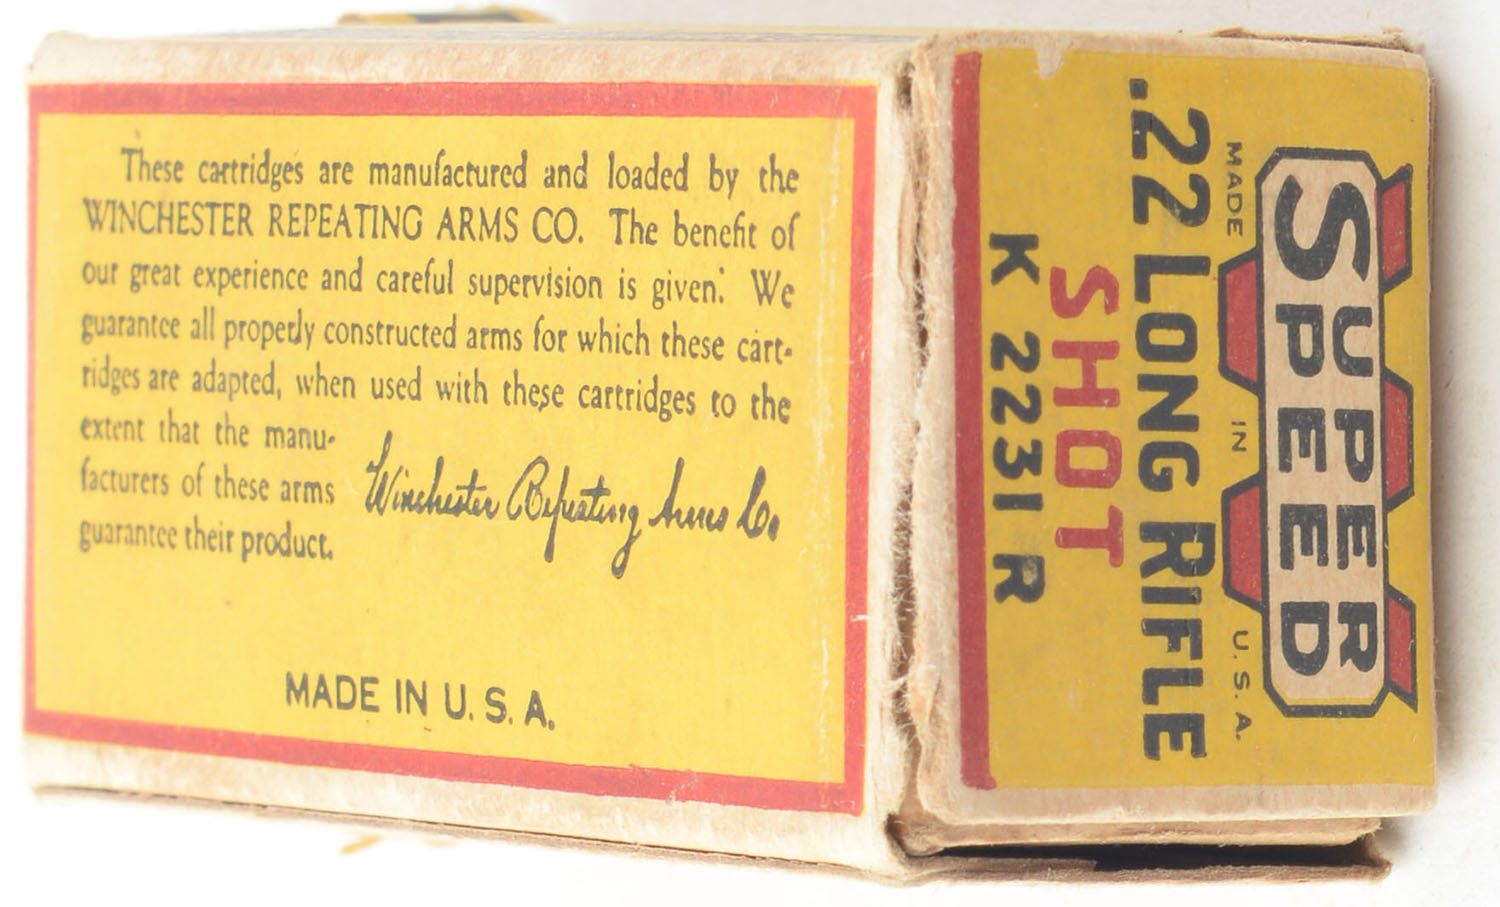 These cartridges are manufactured and loaded by the
WINCHESTER REPEATING ARMS CO. The benefit of
our great experience and careful supervision is given. We
guarantee all properly constructed arms for which these cart-
ridges are adapted, when used with these cartridges to the
extent that the manu-
facturers of these arms
guarantee their product.
Winchester Repeating Arms Co.
MADE IN U. S. A.
SUPER
SPEED
MADE IN U. S. A.
.22 LONG RIFLE
SHOT
K 2231 R